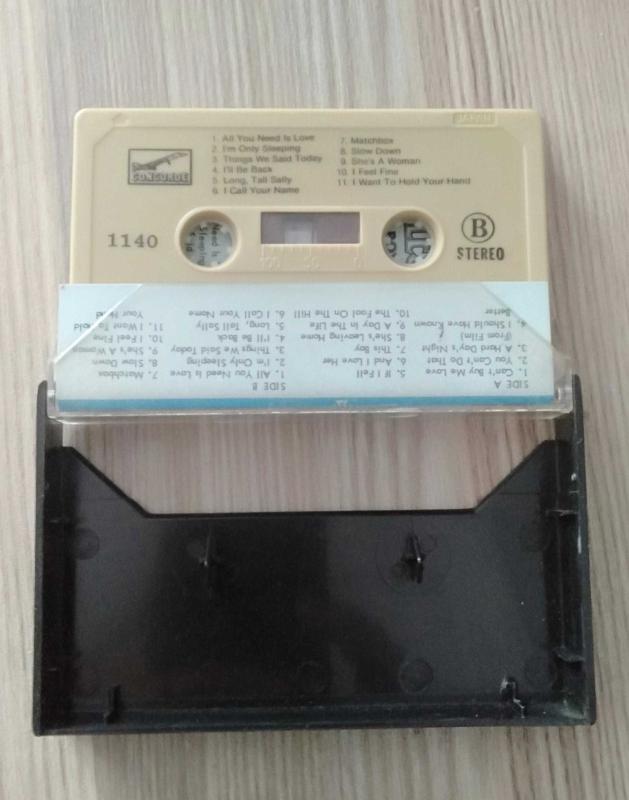 JAPAN
1. All You Need Is Love
2. I'm Only Sleeping
3. Things We Said Today
4. I'll Be Back
5. Long, Tall Sally
6. I Call Your Name
7. Matchbox
8. Slow Down
9. She's A Woman
10. I Feel Fine
11. I Want To Hold Your Hand
CONCORDE
1140
B
STEREO
100 50 0
SIDE A
1. Can't Buy Me Love
2. You Can't Do That
3. A Hard Day's Night
(From Film)
4. I Should Have Known
Better
5. If I Fell
6. And I Love Her
7. This Boy
8. She's Leaving Home
9. A Day In The Life
10. The Fool On The Hill
SIDE B
1. All You Need Is Love
2. I'm Only Sleeping
3. Things We Said Today
4. I'll Be Back
5. Long, Tall Sally
6. I Call Your Name
7. Matchbox
8. Slow Down
9. She's A Woman
10. I Feel Fine
11. I Want To Hold
Your Hand